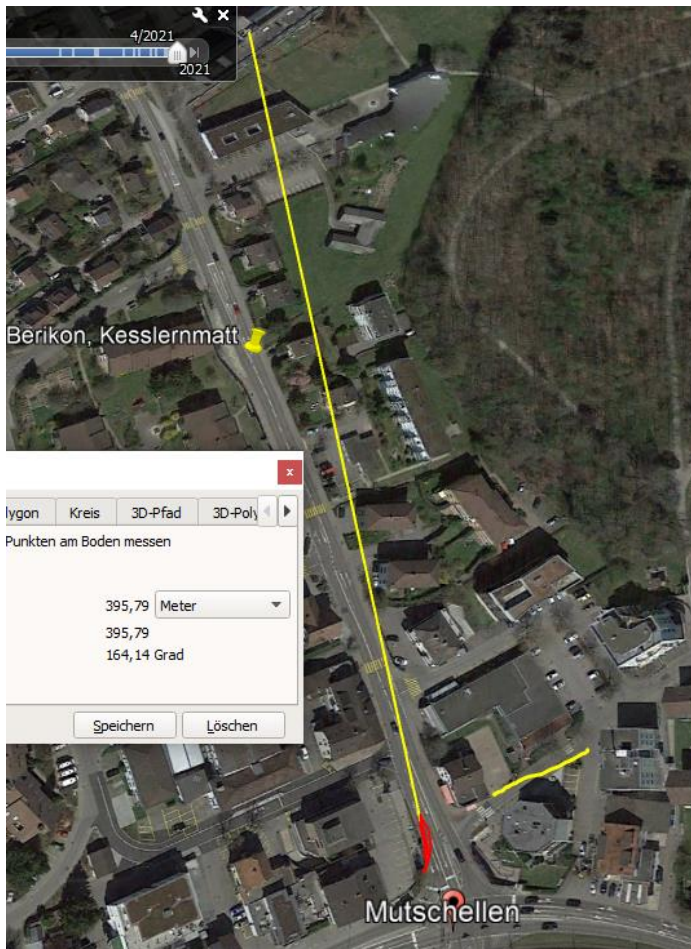 4/2021
2021
Berikon, Kesslernmatt
x
lygon Kreis 3D-Pfad 3D-Poly
Punkten am Boden messen
395,79 Meter
395,79
164,14 Grad
Speichern Löschen
Mutschellen